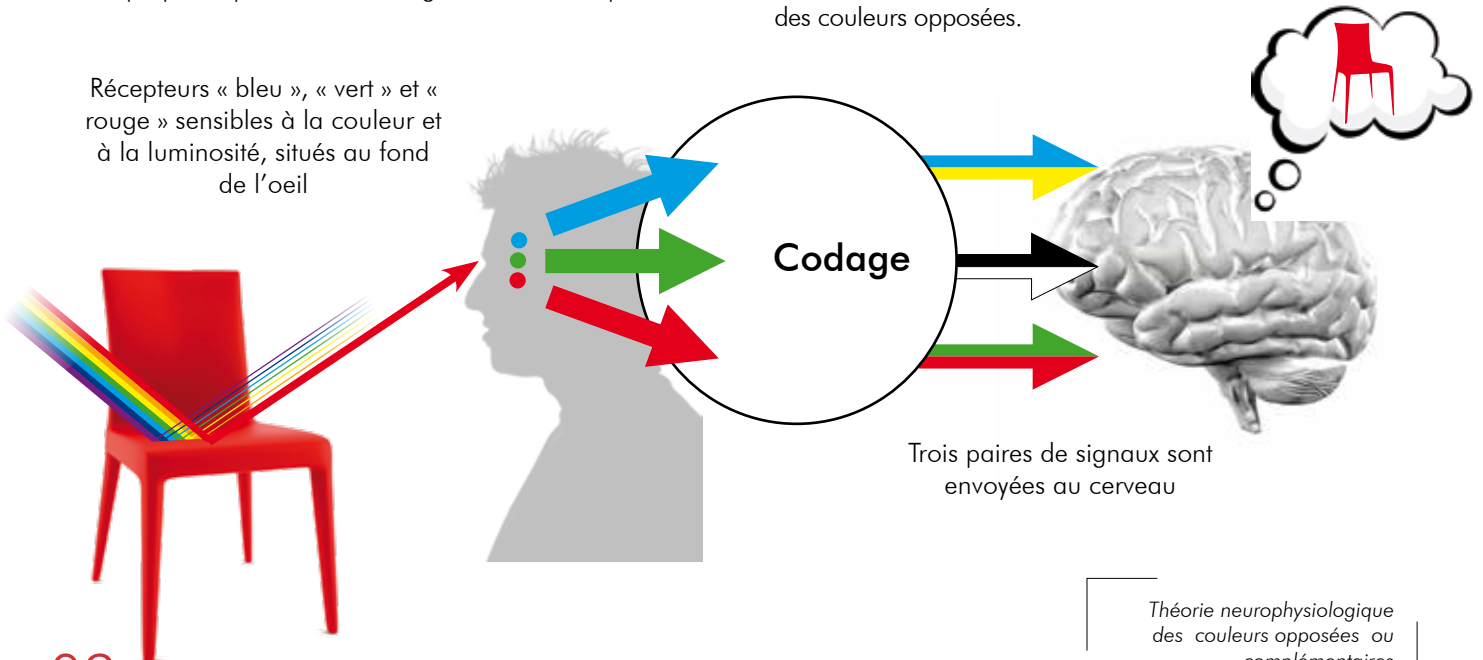 des couleurs opposées.
Récepteurs « bleu », « vert » et «
rouge » sensibles à la couleur et
à la luminosité, situés au fond
de l'oeil
Codage
Trois paires de signaux sont
envoyées au cerveau
Théorie neurophysiologique
des couleurs opposées ou
complémentaires